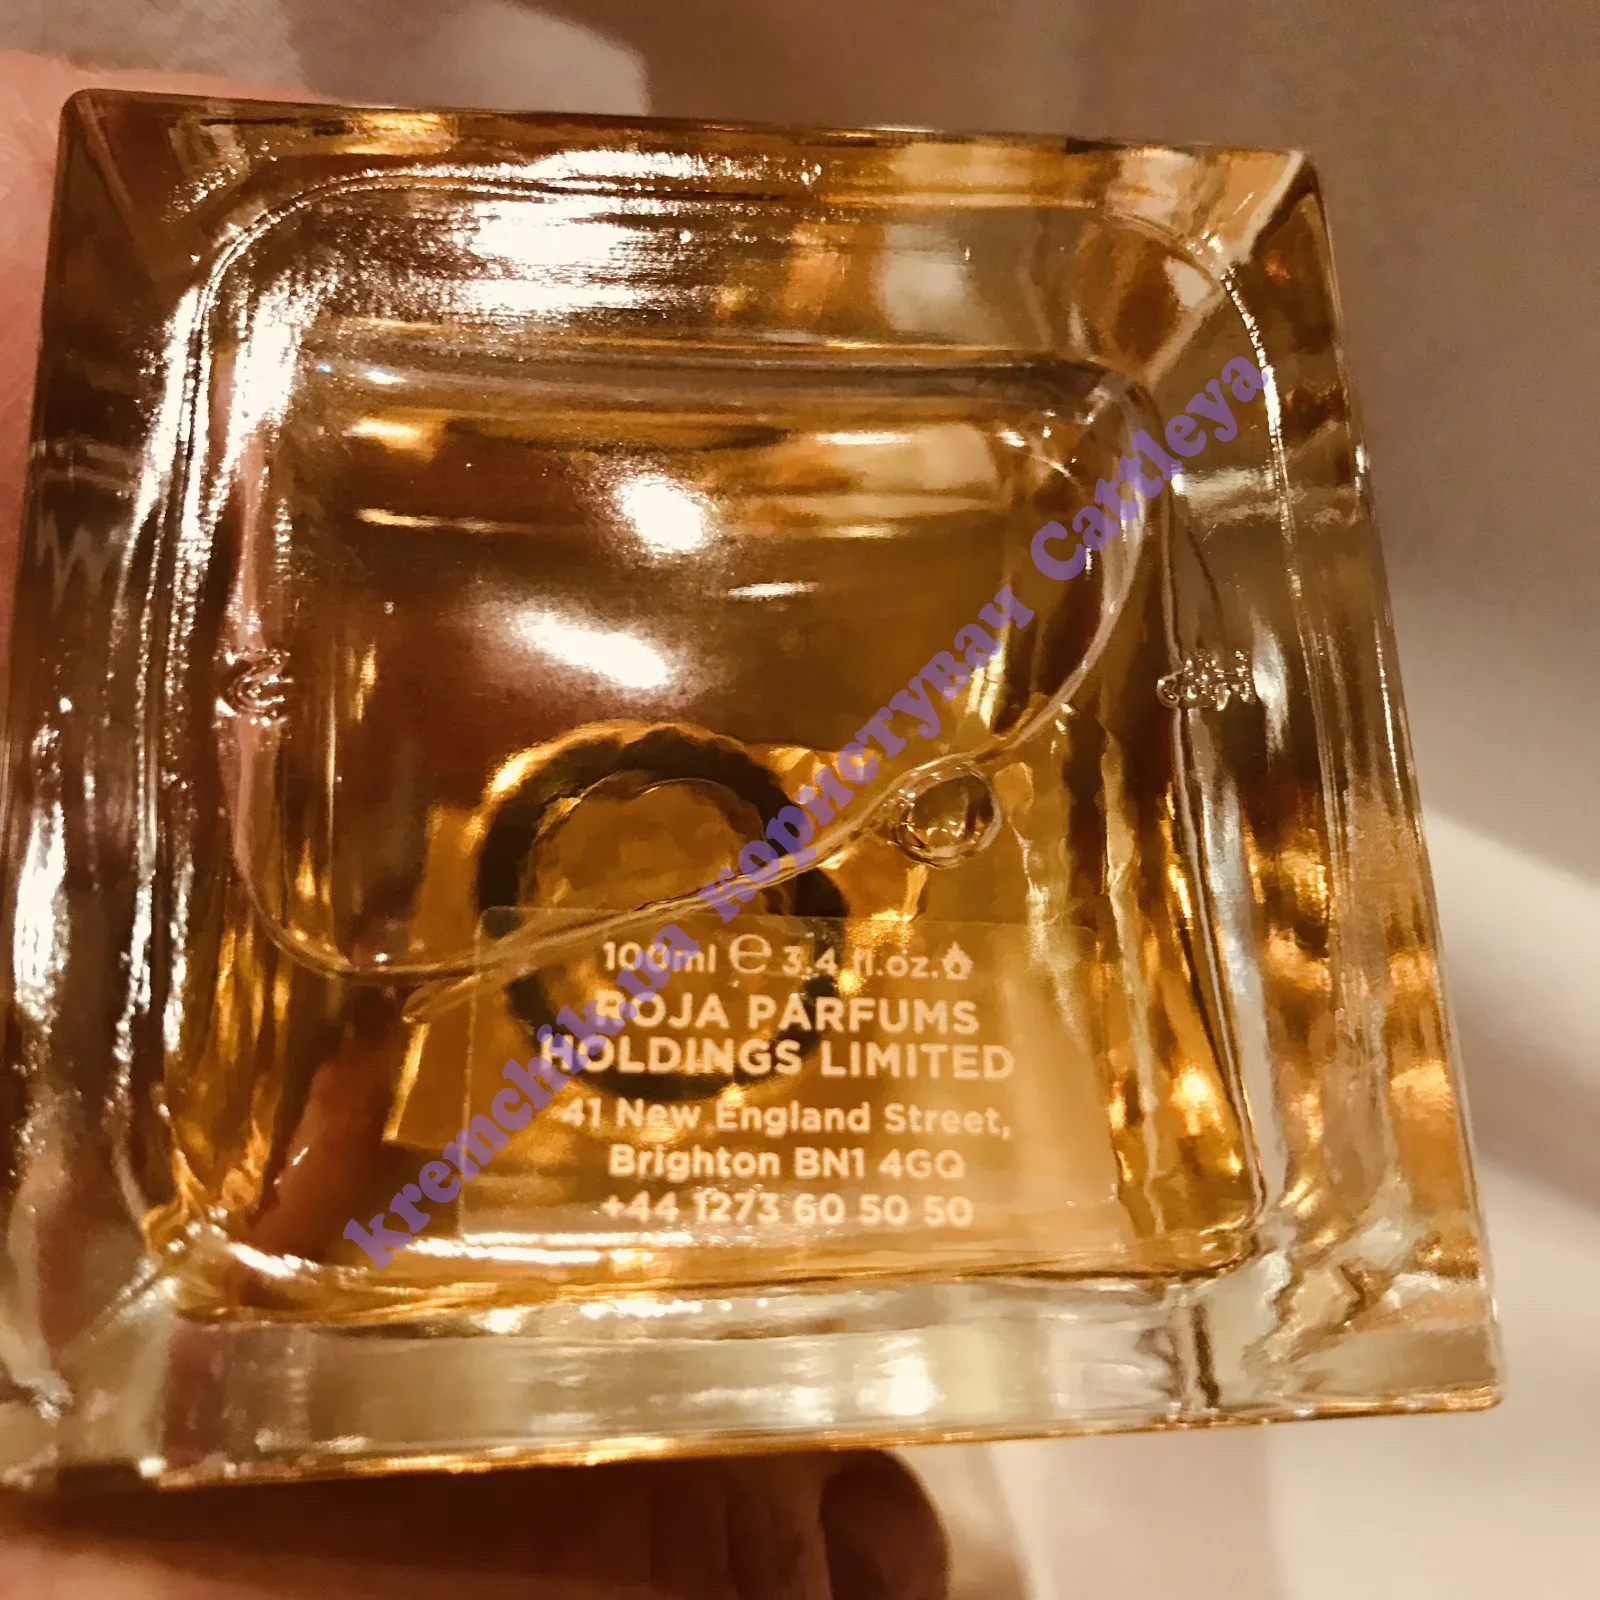 100ml ℮ 3.4 fl.oz.
ROJA PARFUMS
HOLDINGS LIMITED
41 New England Street,
Brighton BN1 4GQ
+44 1273 60 50 50
kremchik.ua користувач Cattleya